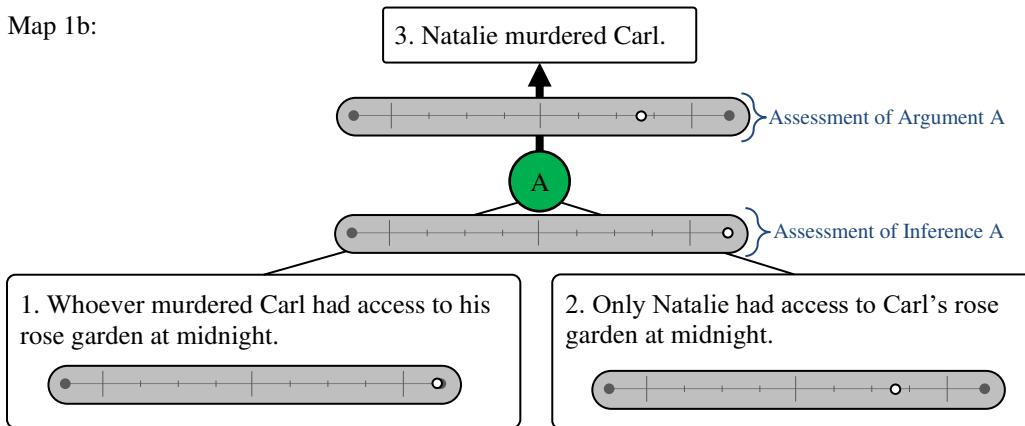 Map 1b:
3. Natalie murdered Carl.
Assessment of Argument A
A
Assessment of Inference A
1. Whoever murdered Carl had access to his
rose garden at midnight.
2. Only Natalie had access to Carl’s rose
garden at midnight.